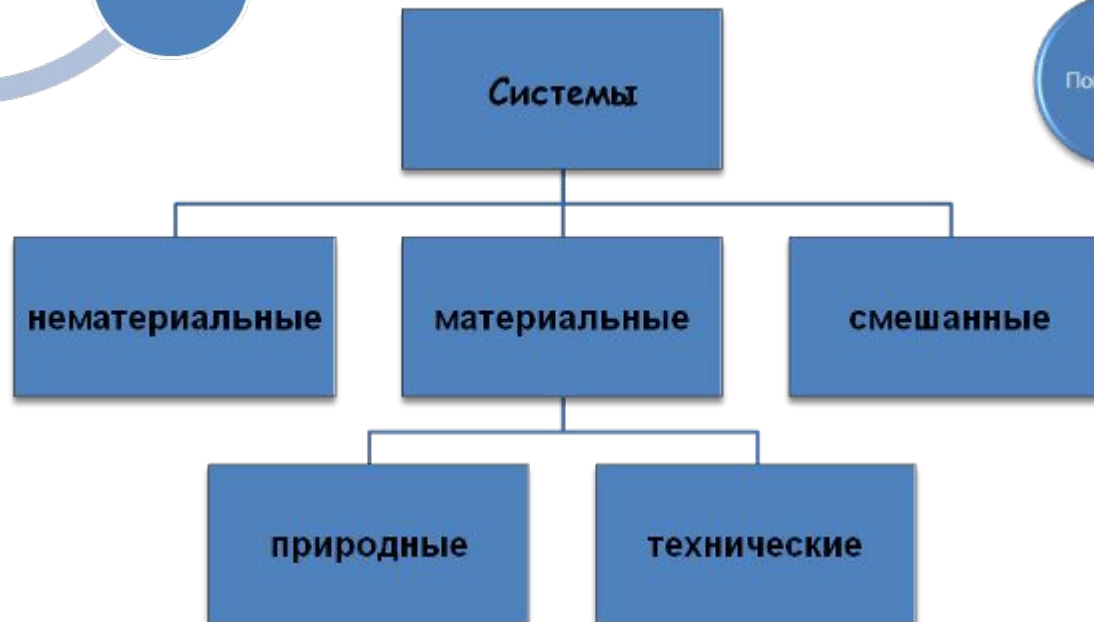 Системы
нематериальные
материальные
смешанные
природные
технические